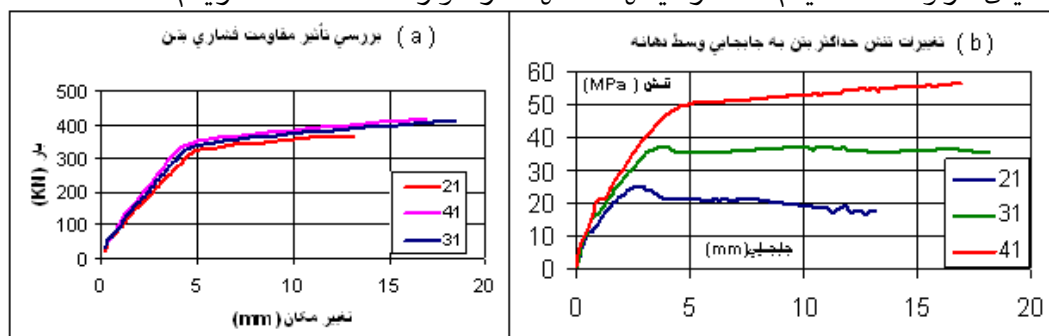 ( a ) بررسي تأثير مقاومت فشاري بتن
500
400
300
200
100
0
بار (KN)
21
41
31
0 5 10 15 20
تغيير مكان (mm)
( b ) تغييرات تنش حداكثر بتن به جابجايي وسط دهانه
تنش (MPa)
60
50
40
30
20
10
0
21
31
41
جابجايي(mm)
0 5 10 15 20